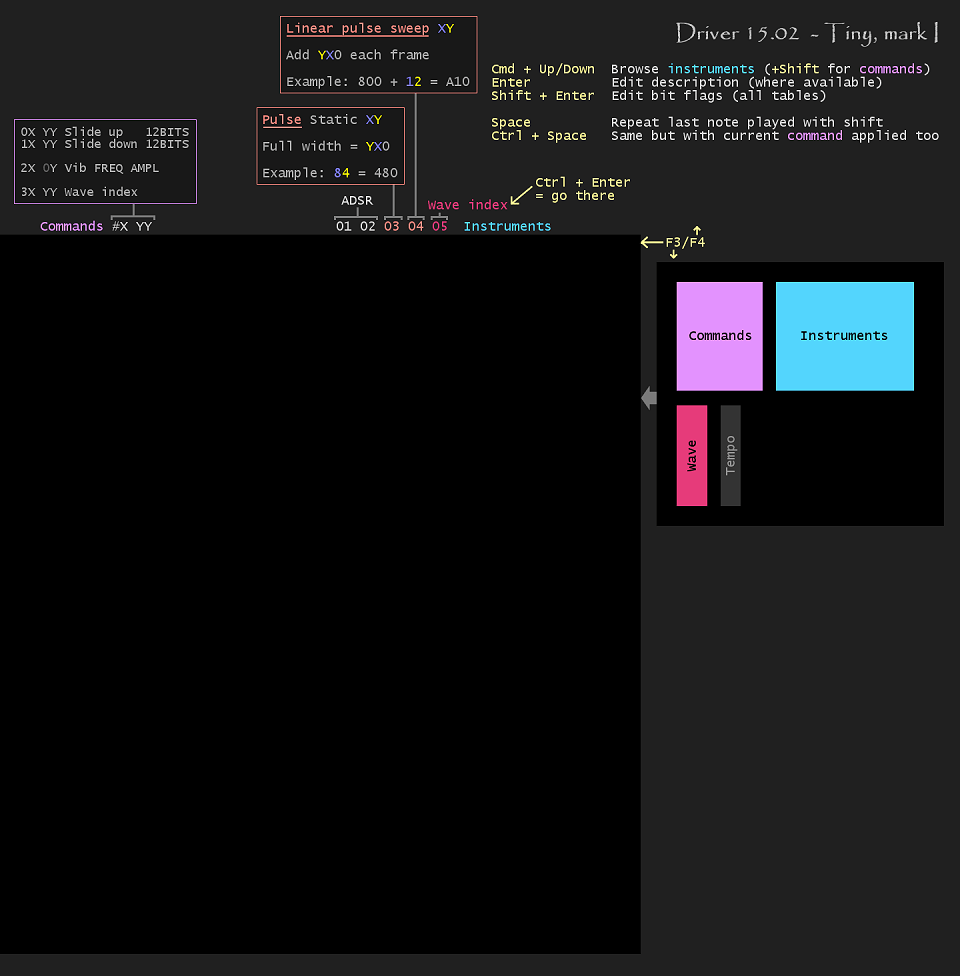 Linear pulse sweep XY
Add YX0 each frame
Example: 800 + 12 = A10
Driver 15.02 - Tiny, mark I
Cmd + Up/Down Browse instruments (+Shift for commands)
Enter Edit description (where available)
Shift + Enter Edit bit flags (all tables)
Space Repeat last note played with shift
Ctrl + Space Same but with current command applied too
Pulse Static XY
Full width = YX0
Example: 84 = 480
0X YY Slide up 12BITS
1X YY Slide down 12BITS
2X 0Y Vib FREQ AMPL
3X YY Wave index
Ctrl + Enter
= go there
ADSR
Wave index
Commands #X YY
01 02 03 04 05 Instruments
F3/F4
Commands
Instruments
Wave
Tempo